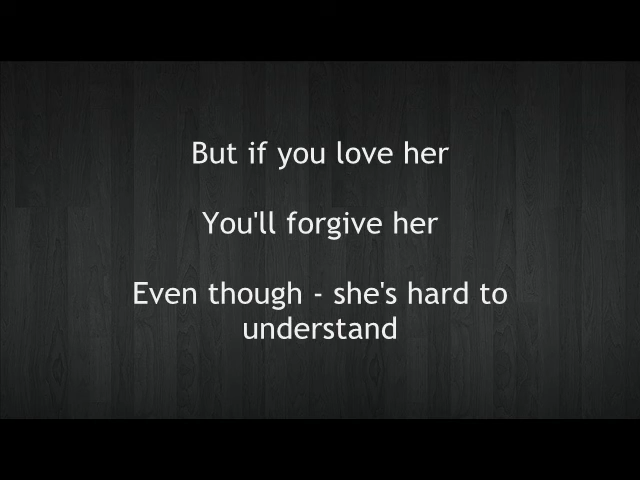 But if you love her
You'll forgive her
Even though - she's hard to
understand